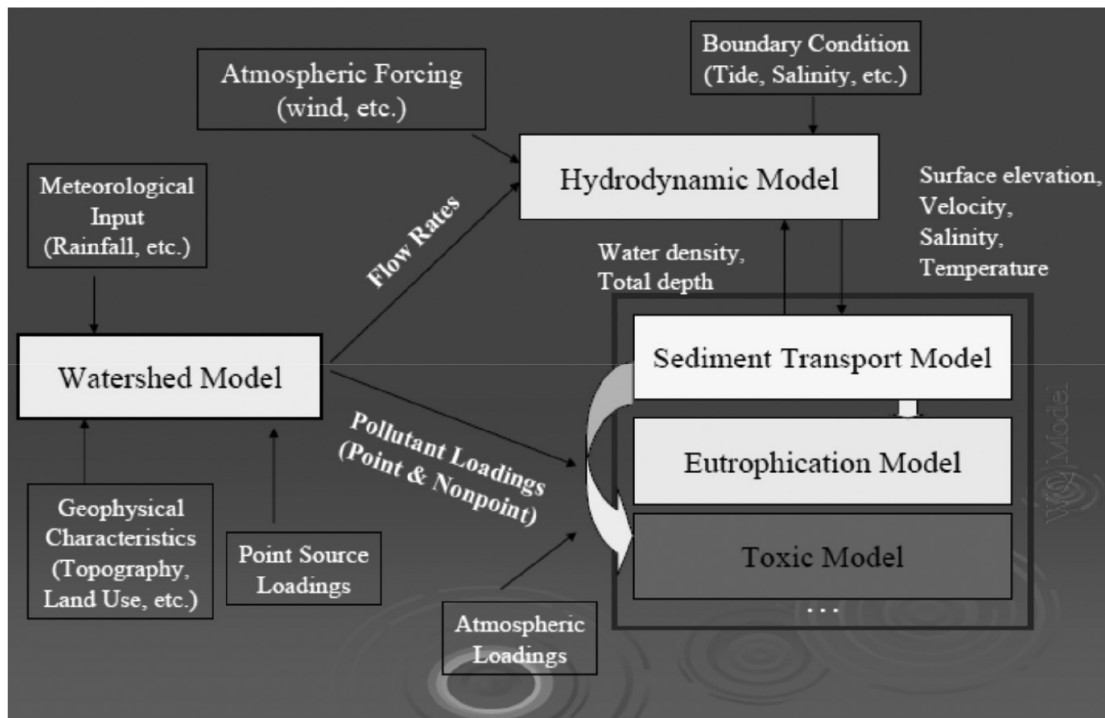 Atmospheric Forcing
(wind, etc.)
Boundary Condition
(Tide, Salinity, etc.)
Meteorological
Input
(Rainfall, etc.)
Hydrodynamic Model
Surface elevation,
Velocity,
Salinity,
Temperature
Flow Rates
Water density,
Total depth
Watershed Model
Sediment Transport Model
Pollutant Loadings
(Point & Nonpoint)
Eutrophication Model
WQ Model
Geophysical
Characteristics
(Topography,
Land Use, etc.)
Point Source
Loadings
Toxic Model
...
Atmospheric
Loadings